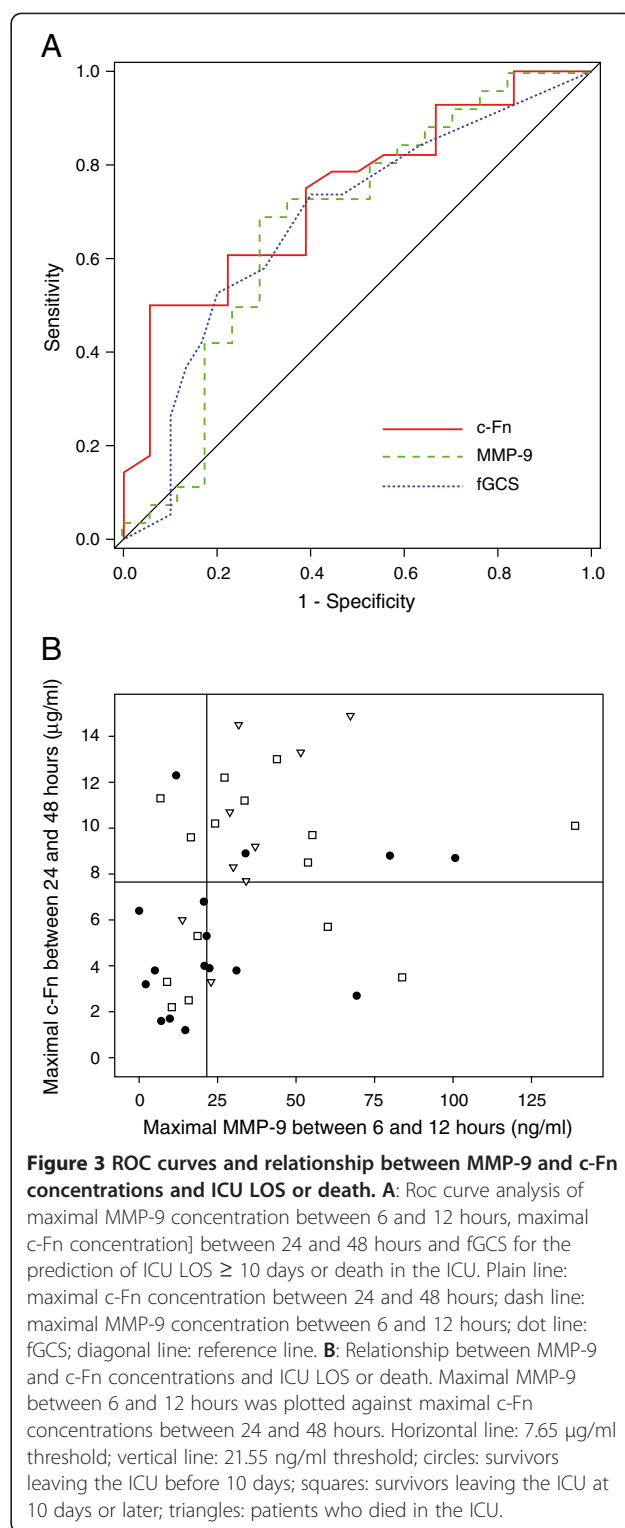 A
1.0
0.8
0.6
0.4
0.2
0.0
Sensitivity
c-Fn
MMP-9
fGCS
0.0 0.2 0.4 0.6 0.8 1.0
1 - Specificity
B
14
12
10
8
6
4
2
0
Maximal c-Fn between 24 and 48 hours (µg/ml)
0 25 50 75 100 125
Maximal MMP-9 between 6 and 12 hours (ng/ml)
Figure 3 ROC curves and relationship between MMP-9 and c-Fn
concentrations and ICU LOS or death. A: Roc curve analysis of
maximal MMP-9 concentration between 6 and 12 hours, maximal
c-Fn concentration] between 24 and 48 hours and fGCS for the
prediction of ICU LOS ≥ 10 days or death in the ICU. Plain line:
maximal c-Fn concentration between 24 and 48 hours; dash line:
maximal MMP-9 concentration between 6 and 12 hours; dot line:
fGCS; diagonal line: reference line. B: Relationship between MMP-9
and c-Fn concentrations and ICU LOS or death. Maximal MMP-9
between 6 and 12 hours was plotted against maximal c-Fn
concentrations between 24 and 48 hours. Horizontal line: 7.65 µg/ml
threshold; vertical line: 21.55 ng/ml threshold; circles: survivors
leaving the ICU before 10 days; squares: survivors leaving the ICU at
10 days or later; triangles: patients who died in the ICU.